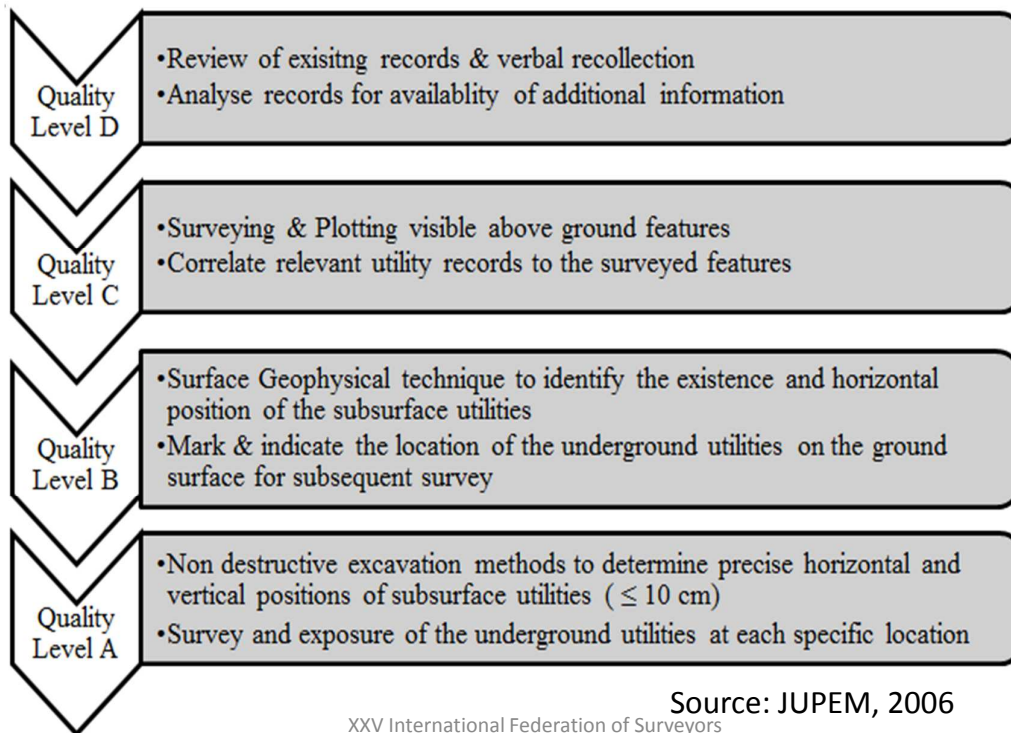 Quality
Level D
•Review of exisitng records & verbal recollection
•Analyse records for availablity of additional information
Quality
Level C
•Surveying & Plotting visible above ground features
•Correlate relevant utility records to the surveyed features
Quality
Level B
•Surface Geophysical technique to identify the existence and horizontal
position of the subsurface utilities
•Mark & indicate the location of the underground utilities on the ground
surface for subsequent survey
Quality
Level A
•Non destructive excavation methods to determine precise horizontal and
vertical positions of subsurface utilities ( ≤ 10 cm)
•Survey and exposure of the underground utilities at each specific location
Source: JUPEM, 2006
XXV International Federation of Surveyors